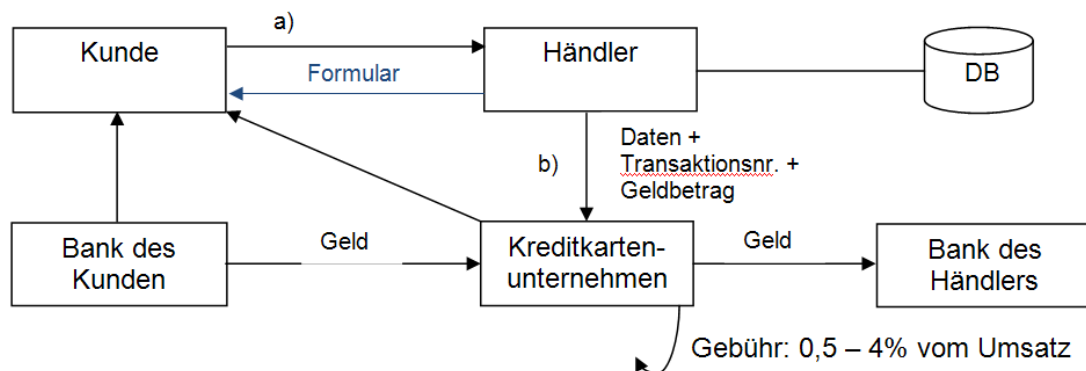 a)
Kunde
Händler
Formular
DB
b)
Daten +
Transaktionsnr. +
Geldbetrag
Bank des
Kunden
Geld
Kreditkarten-
unternehmen
Geld
Bank des
Händlers
Gebühr: 0,5 – 4% vom Umsatz